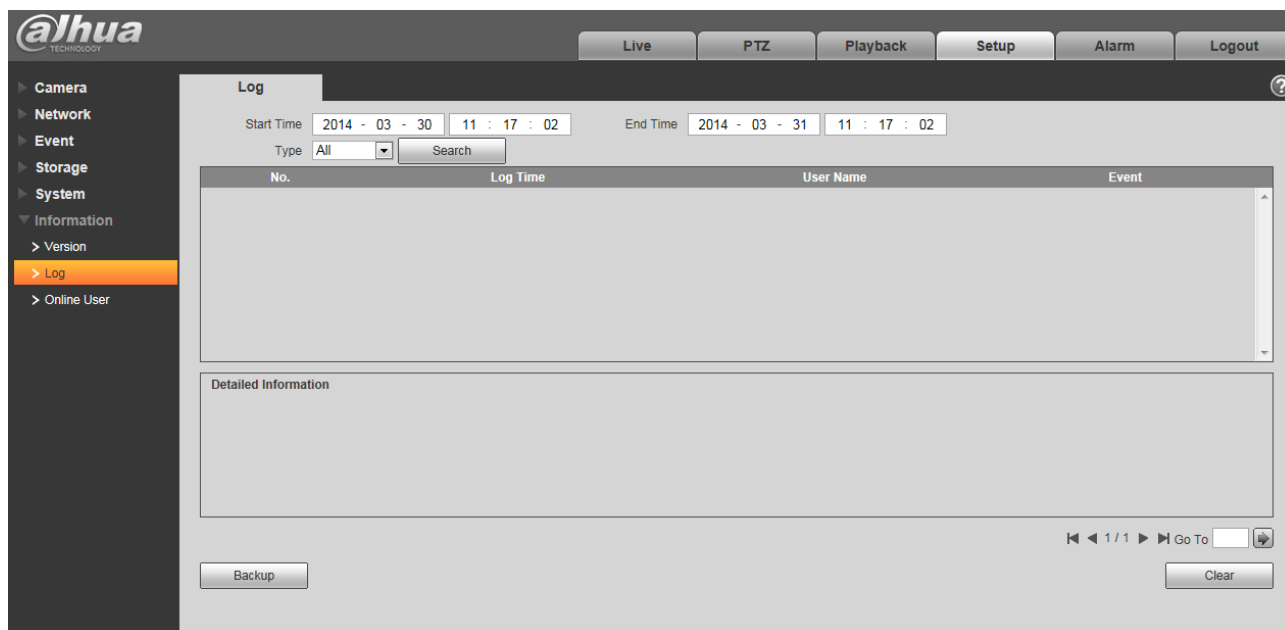 alhua
TECHNOLOGY
Live PTZ Playback Setup Alarm Logout
Camera
Network
Event
Storage
System
Information
> Version
> Log
> Online User
Log
?
Start Time 2014 - 03 - 30 11 : 17 : 02 End Time 2014 - 03 - 31 11 : 17 : 02
Type All Search
No. Log Time User Name Event
Detailed Information
1 / 1 Go To
Backup Clear